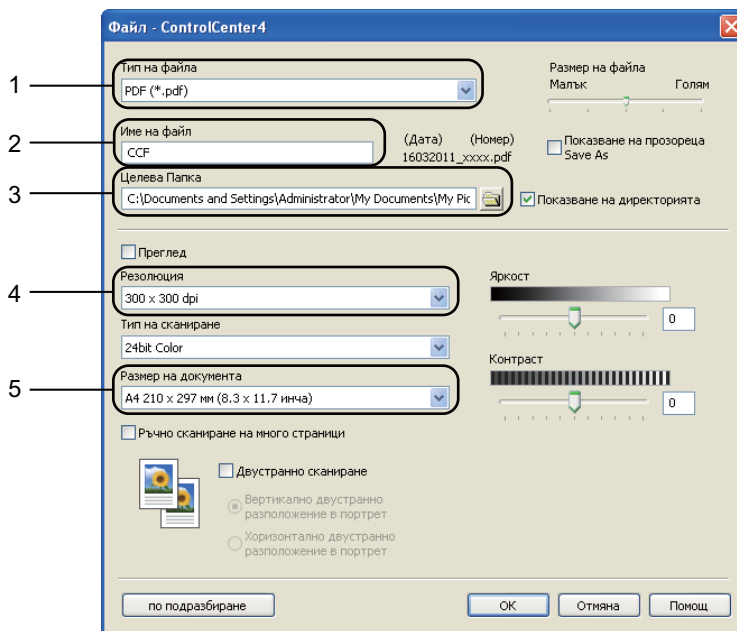 Файл - ControlCenter4
1
Тип на файла
PDF (*.pdf)
Размер на файла
Малък Голям
2
Име на файл
CCF
(Дата) (Номер)
16032011_xxxx.pdf
Показване на прозореца
Save As
3
Целева Папка
C:\Documents and Settings\Administrator\My Documents\My Pic
Показване на директорията
Преглед
4
Резолюция
300 x 300 dpi
Яркост
0
Тип на сканиране
24bit Color
Контраст
0
5
Размер на документа
A4 210 x 297 мм (8.3 x 11.7 инча)
Ръчно сканиране на много страници
Двустранно сканиране
Вертикално двустранно
разположение в портрет
Хоризонтално двустранно
разположение в портрет
по подразбиране
OK Отмяна Помощ